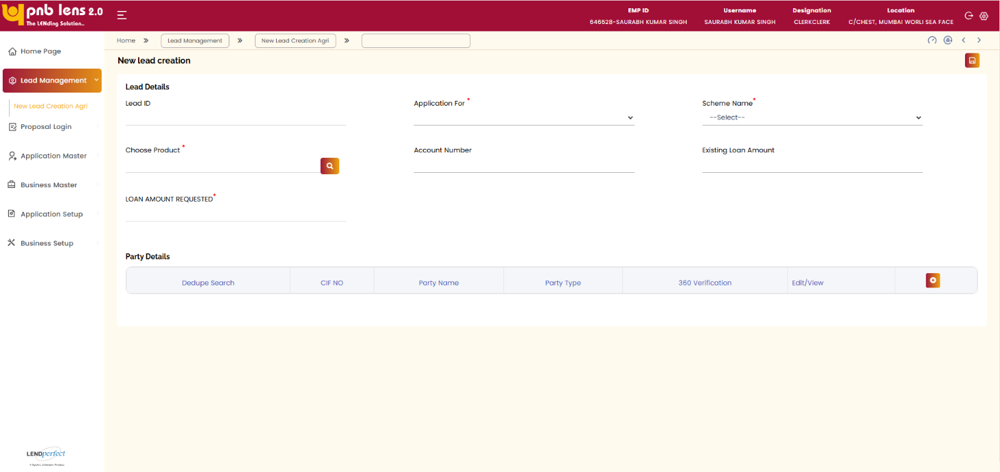 pnb lens 2.0
The LENding Solution..
EMP ID
646528-SAURABH KUMAR SINGH
Username
SAURABH KUMAR SINGH
Designation
CLERKCLERK
Location
C/CHEST, MUMBAI WORLI SEA FACE
Home » Lead Management » New Lead Creation Agri »
Home Page
Lead Management
New Lead Creation Agri
Proposal Login
Application Master
Business Master
Application Setup
Business Setup
New lead creation
Lead Details
Lead ID
Application For *
Scheme Name*
--Select--
Choose Product *
Account Number
Existing Loan Amount
LOAN AMOUNT REQUESTED*
Party Details
Dedupe Search CIF NO Party Name Party Type 360 Verification Edit/View
LENDperfect